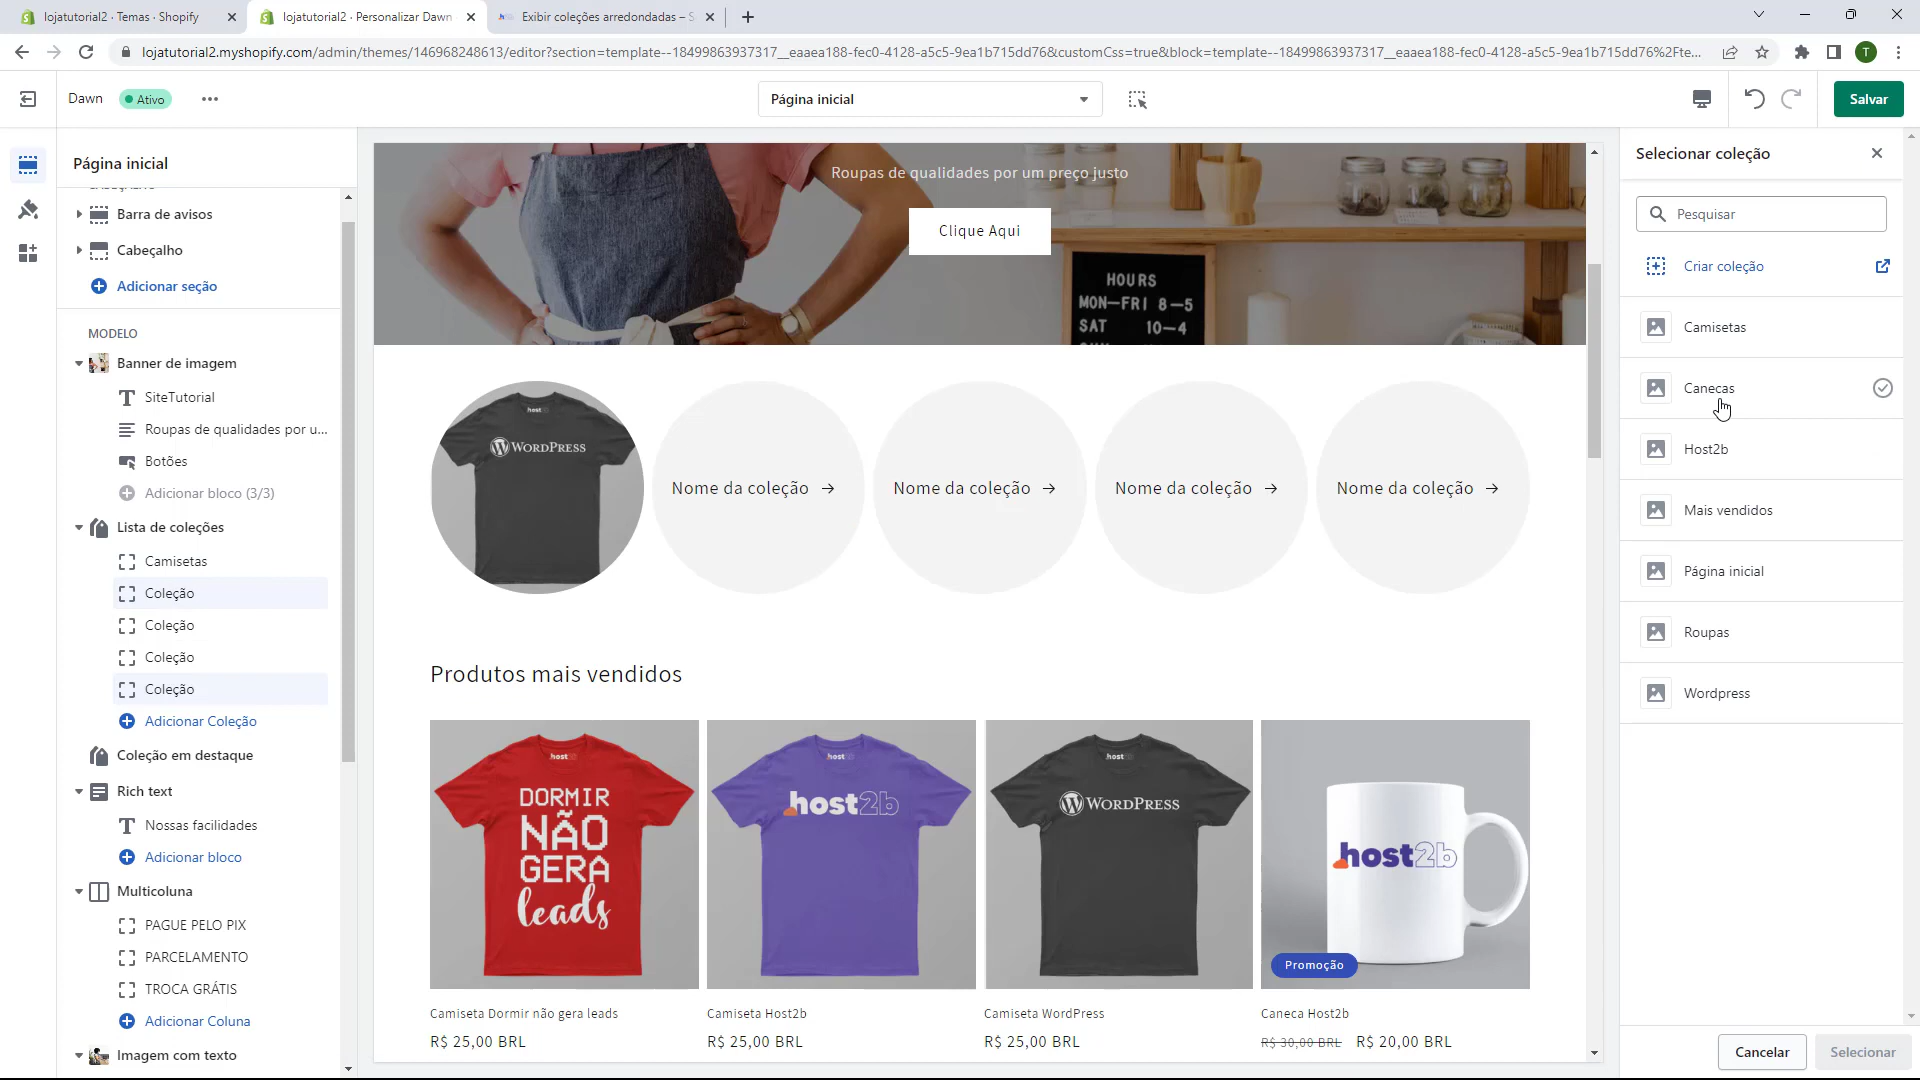 lojatutorial2 · Temas · Shopify
lojatutorial2 · Personalizar Dawn
Exibir coleções arredondadas – S
lojatutorial2.myshopify.com/admin/themes/146968248613/editor?section=template--18499863937317__eaaea188-fec0-4128-a5c5-9ea1b715dd76&customCss=true&block=template--18499863937317__eaaea188-fec0-4128-a5c5-9ea1b715dd76%2Fte...
T
Dawn
Ativo
Página inicial
Salvar
Página inicial
Barra de avisos
Cabeçalho
Adicionar seção
MODELO
Banner de imagem
SiteTutorial
Roupas de qualidades por u...
Botões
Adicionar bloco (3/3)
Lista de coleções
Camisetas
Coleção
Coleção
Coleção
Coleção
Adicionar Coleção
Coleção em destaque
Rich text
Nossas facilidades
Adicionar bloco
Multicoluna
PAGUE PELO PIX
PARCELAMENTO
TROCA GRÁTIS
Adicionar Coluna
Imagem com texto
Roupas de qualidades por um preço justo
Clique Aqui
HOURS
MON–FRI 8–5
SAT 10–4
host
WORDPRESS
Nome da coleção →
Nome da coleção →
Nome da coleção →
Nome da coleção →
Produtos mais vendidos
host
DORMIR
NÃO
GERA
leads
host
host2b
host
WORDPRESS
host2b
Promoção
Camiseta Dormir não gera leads
R$ 25,00 BRL
Camiseta Host2b
R$ 25,00 BRL
Camiseta WordPress
R$ 25,00 BRL
Caneca Host2b
R$ 30,00 BRL R$ 20,00 BRL
Selecionar coleção
Pesquisar
Criar coleção
Camisetas
Canecas
Host2b
Mais vendidos
Página inicial
Roupas
Wordpress
Cancelar
Selecionar